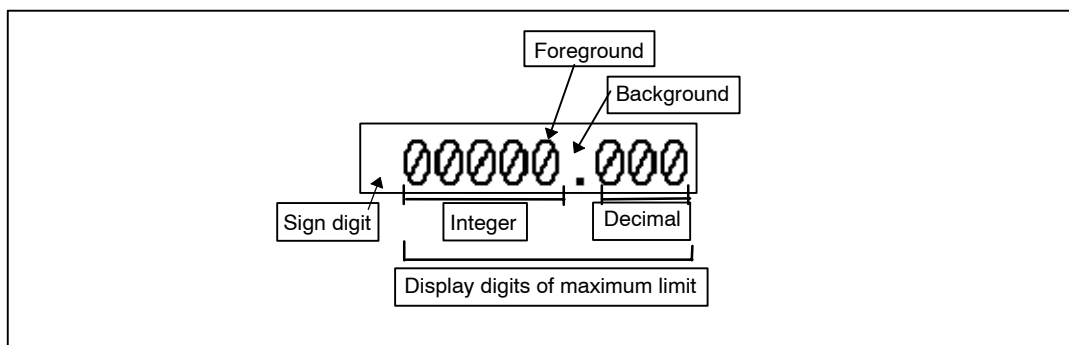 Foreground
Background
00000.000
Sign digit
Integer
Decimal
Display digits of maximum limit